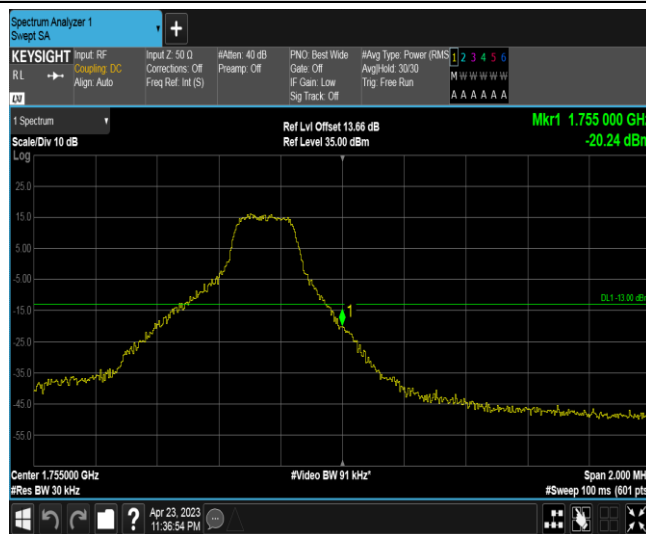 Spectrum Analyzer 1
Swept SA
+
KEYSIGHT
RL
LXI
Input: RF
Coupling: DC
Align: Auto
Input Z: 50 Ω
Corrections: Off
Freq Ref: Int (S)
#Atten: 40 dB
Preamp: Off
PNO: Best Wide
Gate: Off
IF Gain: Low
Sig Track: Off
#Avg Type: Power (RMS
Avg|Hold: 30/30
Trig: Free Run
1 2 3 4 5 6
M W W W W W
A A A A A A
1 Spectrum
Scale/Div 10 dB
Log
Ref Lvl Offset 13.66 dB
Ref Level 35.00 dBm
Mkr1 1.755 000 GHz
-20.24 dBm
25.0
15.0
5.00
-5.00
-15.0
-25.0
-35.0
-45.0
-55.0
DL1 -13.00 dBm
1
Center 1.755000 GHz
#Res BW 30 kHz
#Video BW 91 kHz*
Span 2.000 MH
#Sweep 100 ms (601 pts
?
Apr 23, 2023
11:36:54 PM